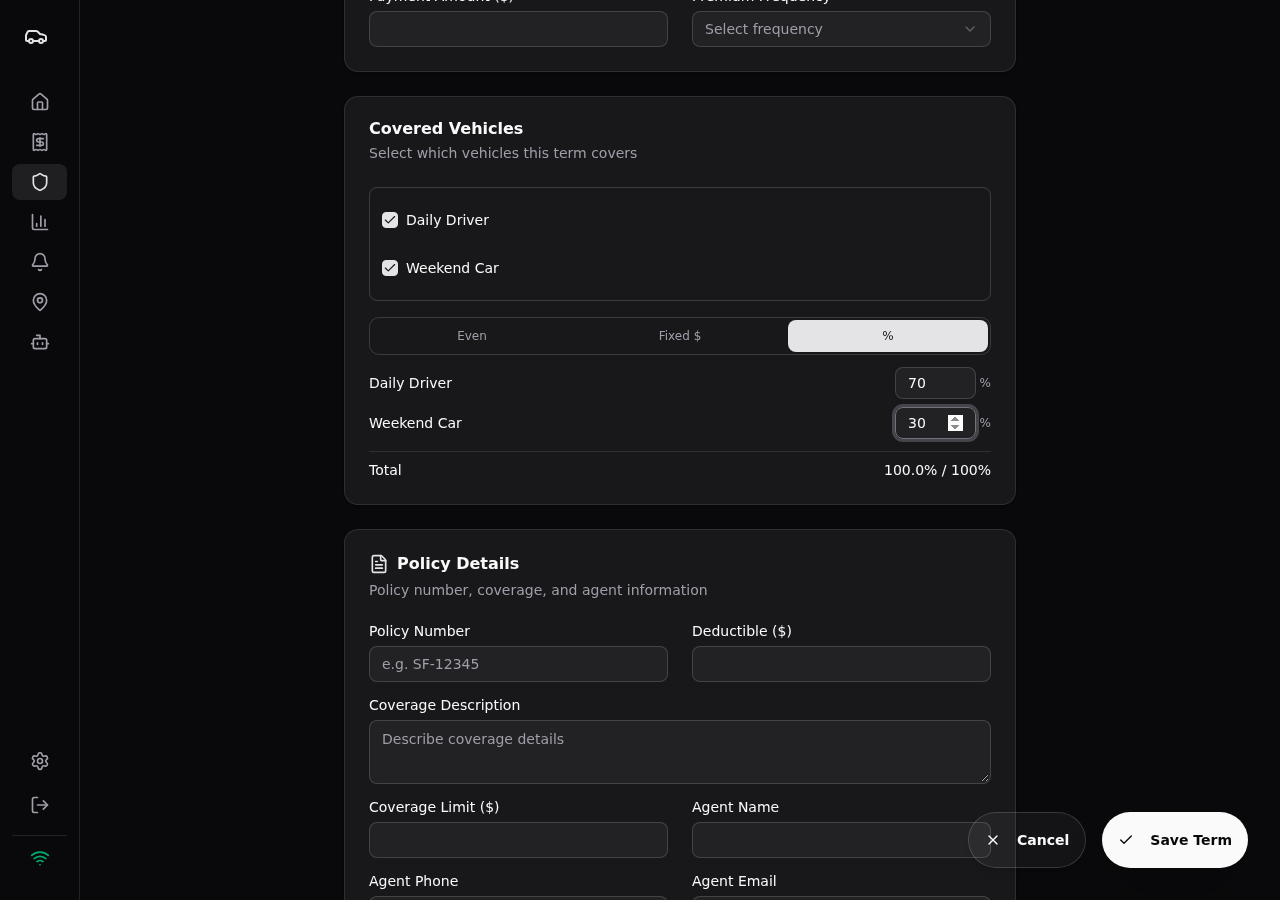 Payment Amount ($) Premium Frequency
Select frequency
Covered Vehicles
Select which vehicles this term covers
Daily Driver
Weekend Car
Even Fixed $ %
Daily Driver 70 %
Weekend Car 30 %
Total 100.0% / 100%
Policy Details
Policy number, coverage, and agent information
Policy Number Deductible ($)
e.g. SF-12345
Coverage Description
Describe coverage details
Coverage Limit ($) Agent Name
Cancel Save Term
Agent Phone Agent Email